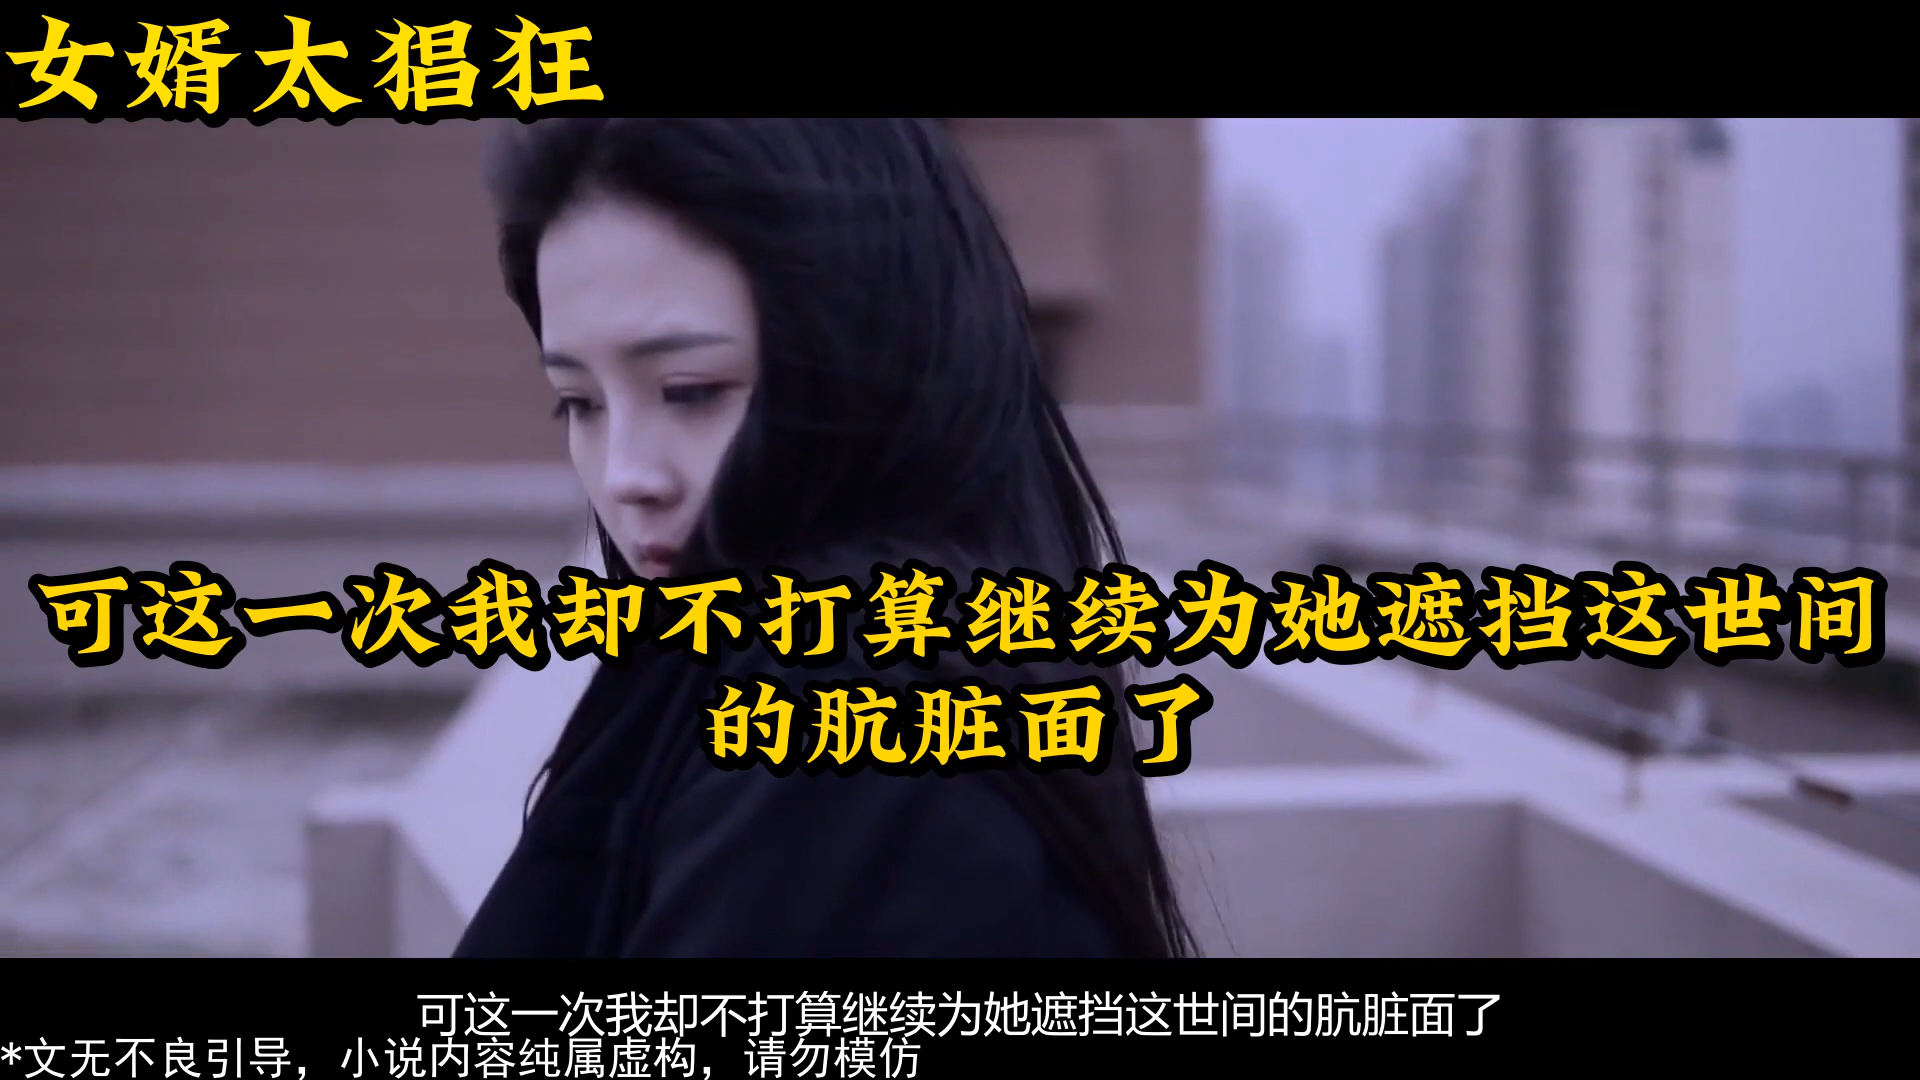 女婿太猖狂
可这一次我却不打算继续为她遮挡这世间
的肮脏面了
可这一次我却不打算继续为她遮挡这世间的肮脏面了
*文无不良引导，小说内容纯属虚构，请勿模仿